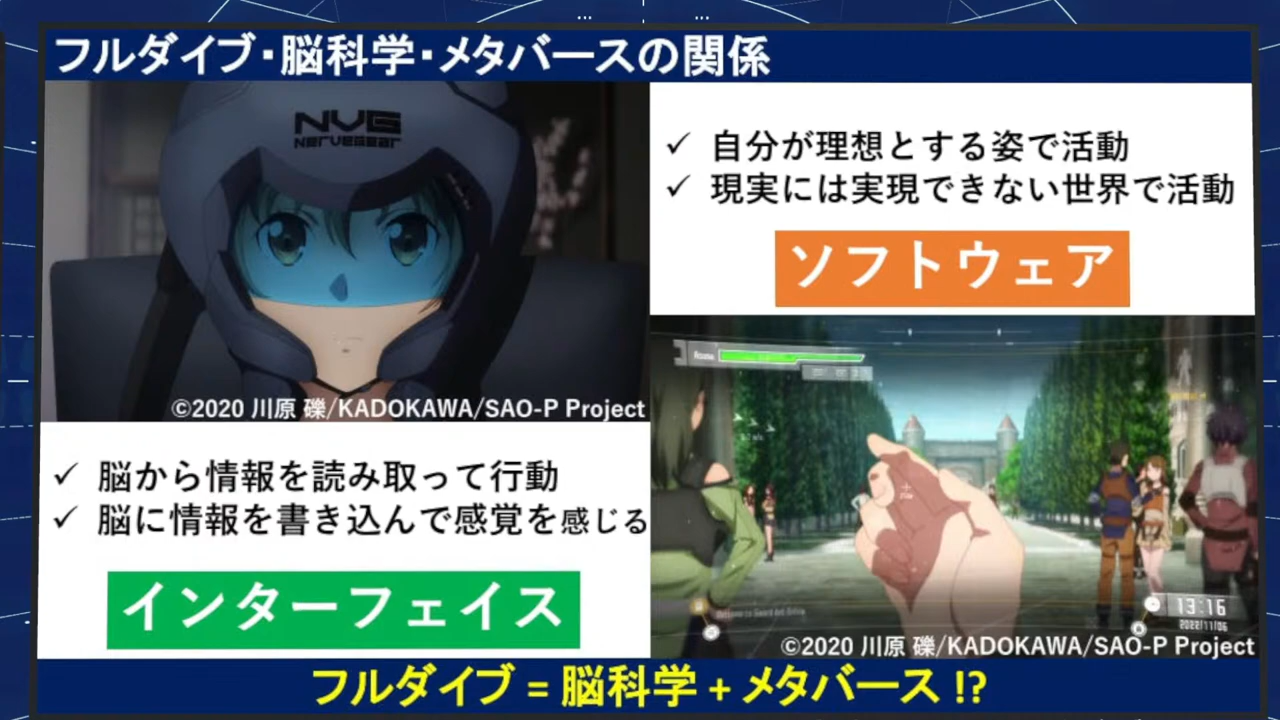 フルダイブ・脳科学・メタバースの関係
NVG
NerveGear
©2020 川原 礫/KADOKAWA/SAO-P Project
✓ 自分が理想とする姿で活動
✓ 現実には実現できない世界で活動
ソフトウェア
✓ 脳から情報を読み取って行動
✓ 脳に情報を書き込んで感覚を感じる
インターフェイス
13:16
2022/11/06
©2020 川原 礫/KADOKAWA/SAO-P Project
フルダイブ = 脳科学 + メタバース !?